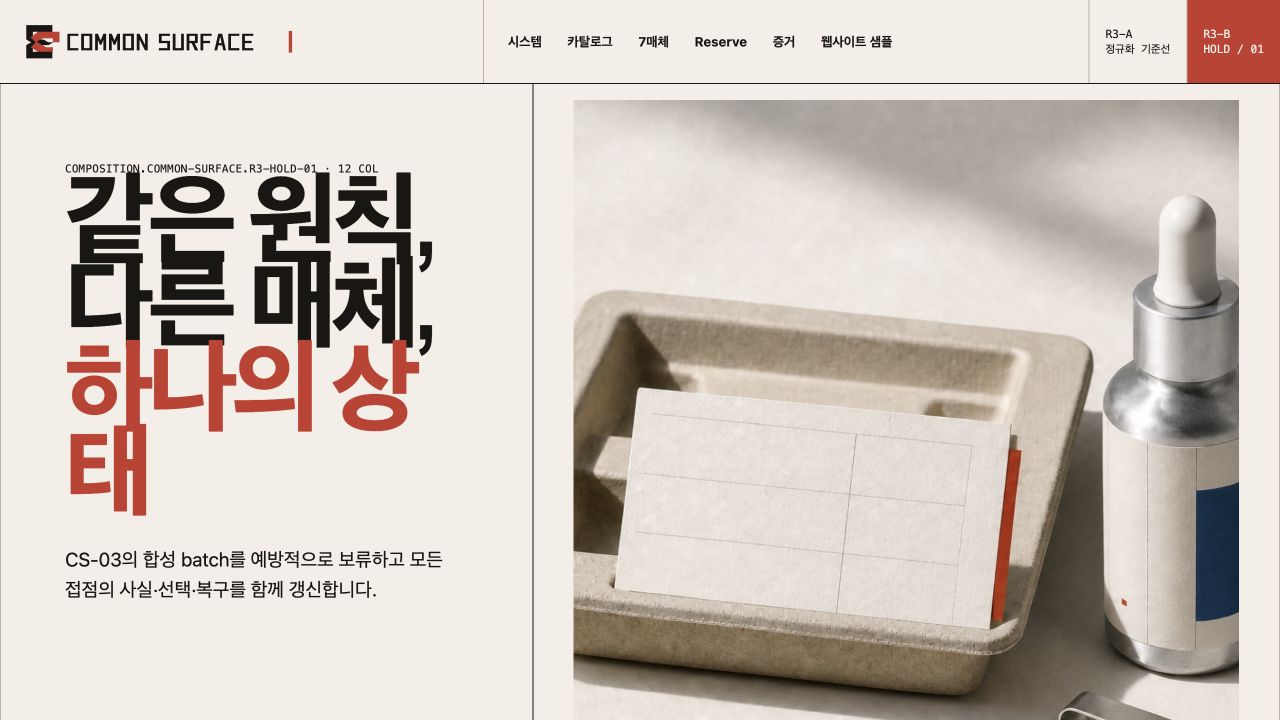 COMMON SURFACE
시스템 카탈로그 7매체 Reserve 증거 웹사이트 샘플
R3-A
정규화 기준선
R3-B
HOLD / 01
COMPOSITION.COMMON-SURFACE.R3-HOLD-01 · 12 COL
같은 원칙,
다른 매체,
하나의 상
태
CS-03의 합성 batch를 예방적으로 보류하고 모든
접점의 사실·선택·복구를 함께 갱신합니다.